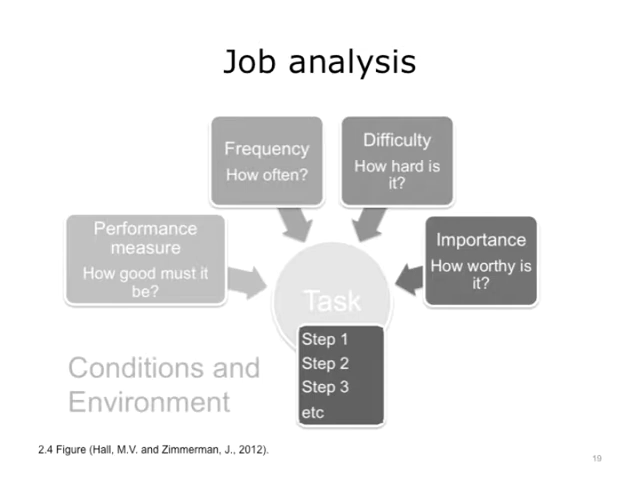 Job analysis
Frequency
How often?
Difficulty
How hard is
it?
Performance
measure
How good must it
be?
Importance
How worthy is
it?
Task
Step 1
Step 2
Step 3
etc
Conditions and
Environment
2.4 Figure (Hall, M.V. and Zimmerman, J., 2012).
19